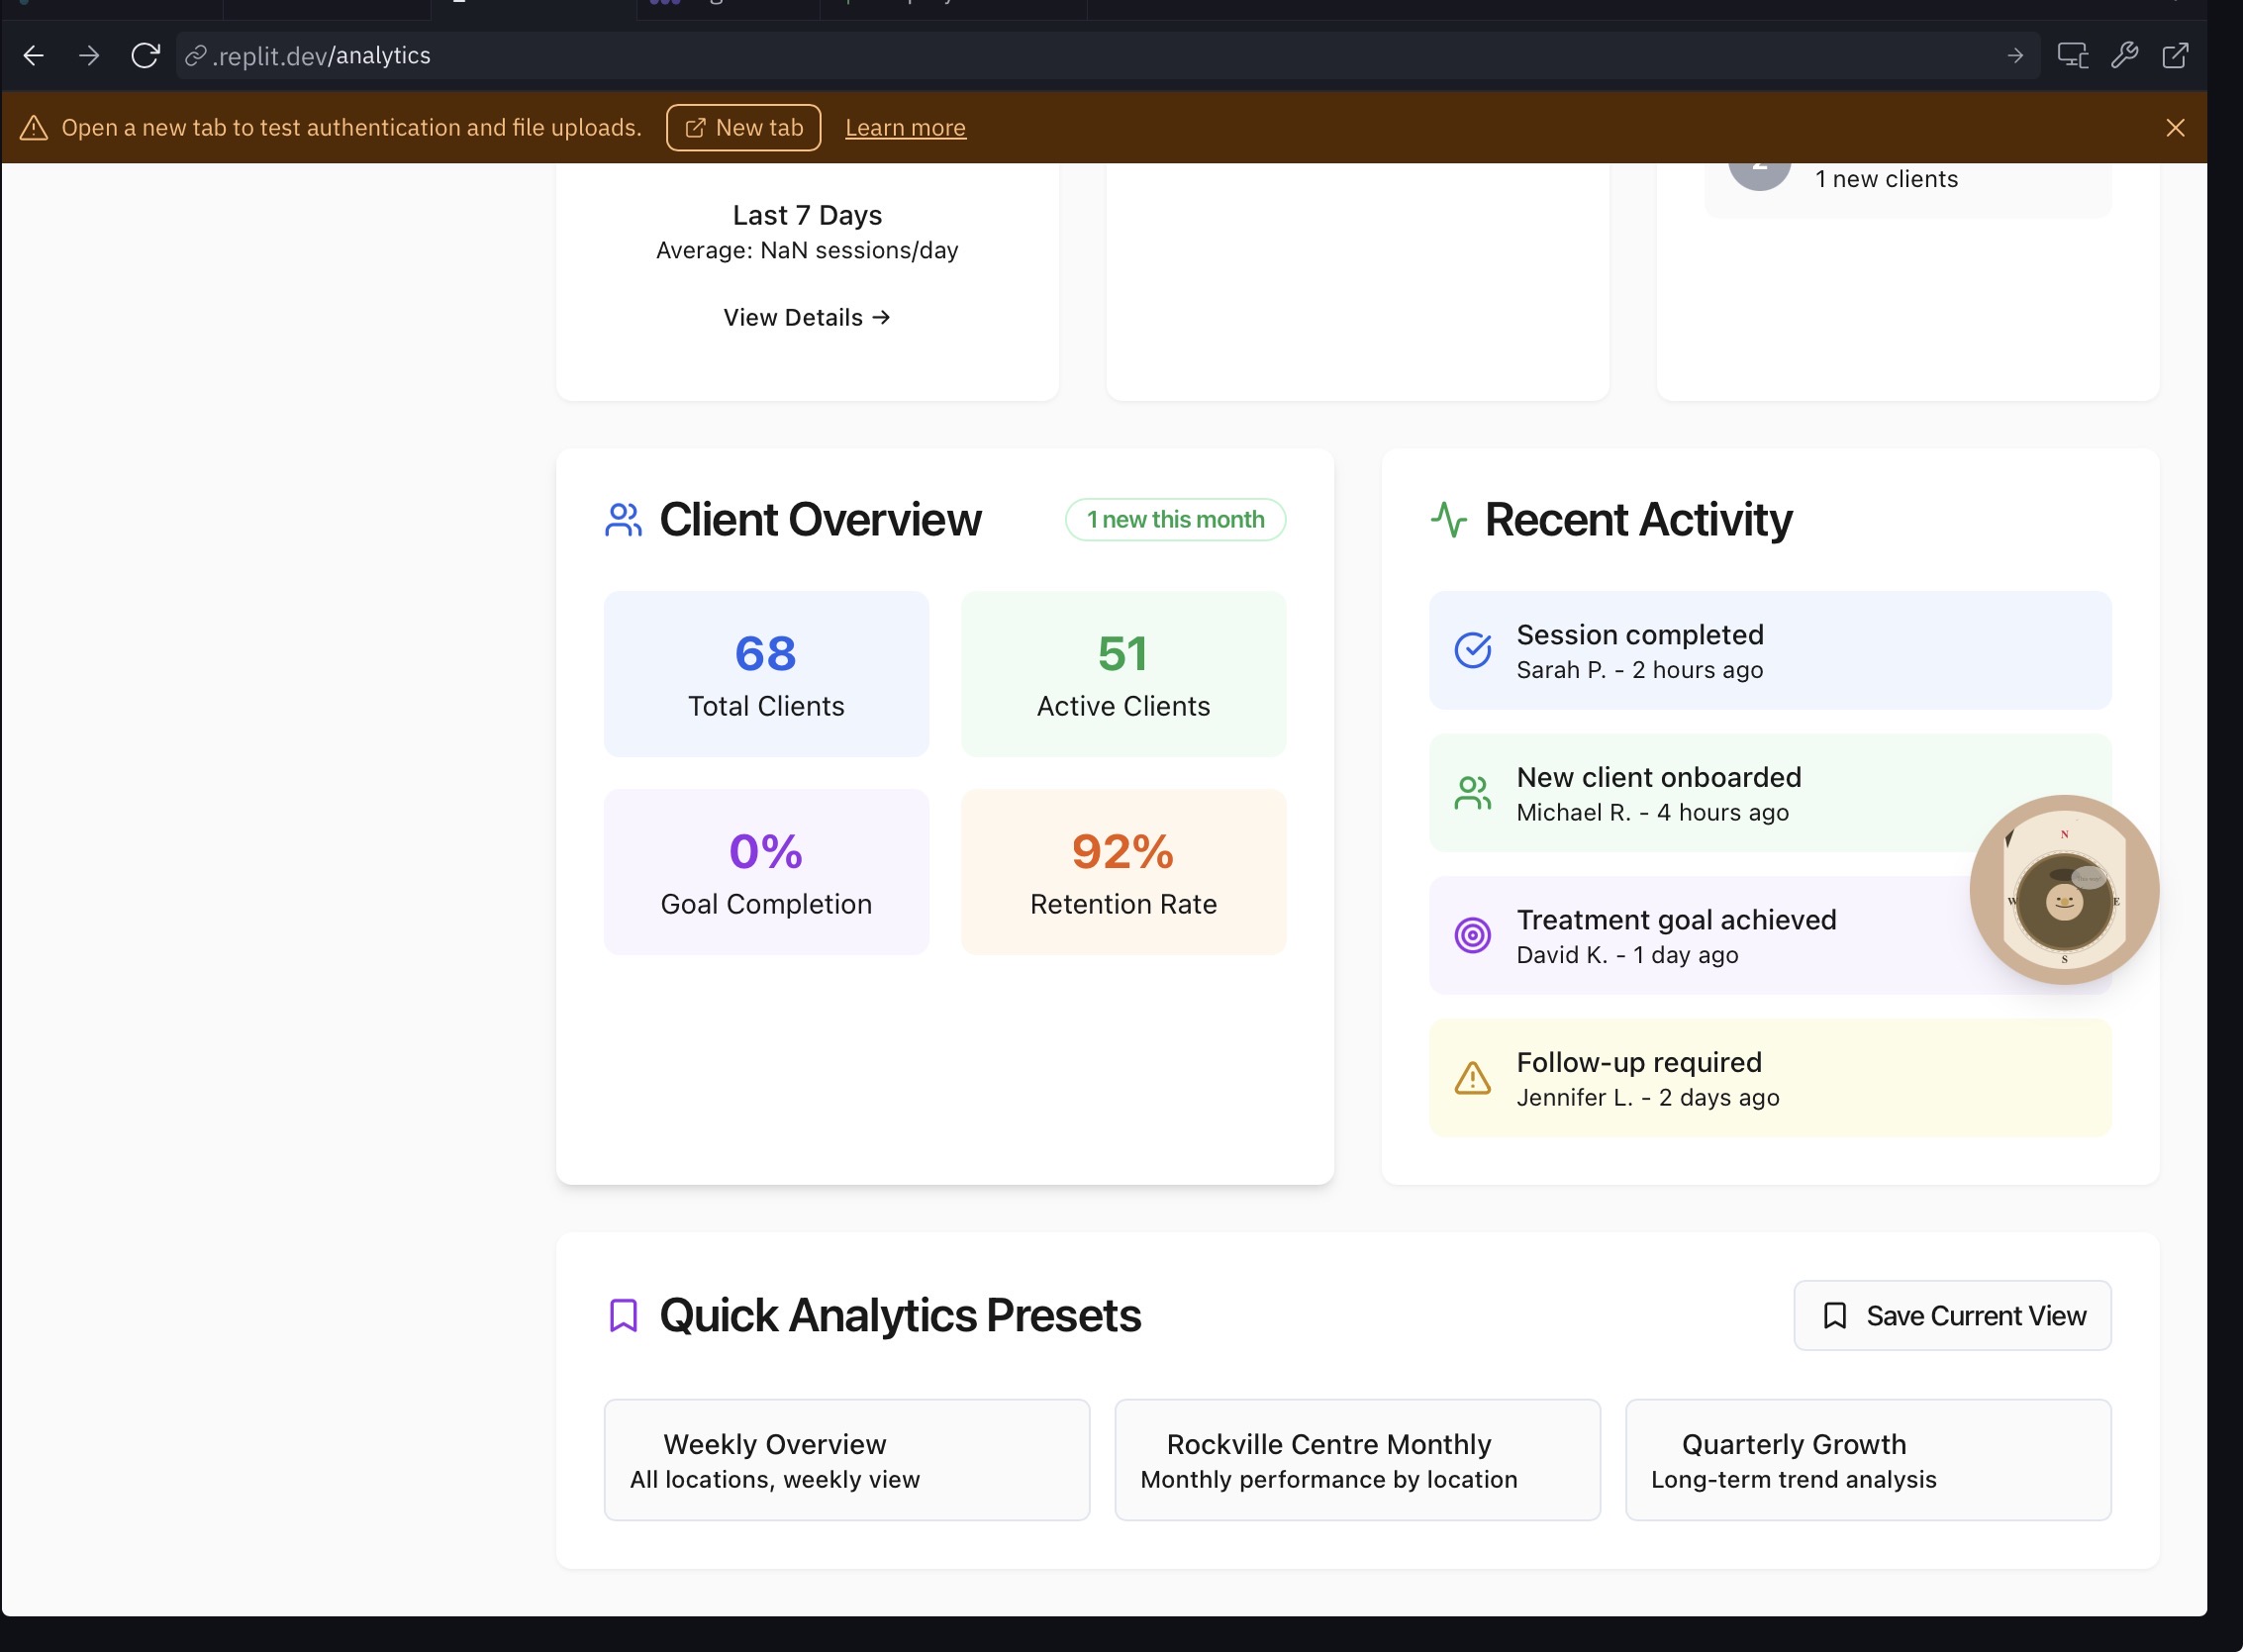 .replit.dev/analytics
Open a new tab to test authentication and file uploads.
New tab
Learn more
1 new clients
Last 7 Days
Average: NaN sessions/day
View Details →
Client Overview
1 new this month
68
Total Clients
51
Active Clients
0%
Goal Completion
92%
Retention Rate
Recent Activity
Session completed
Sarah P. - 2 hours ago
New client onboarded
Michael R. - 4 hours ago
Treatment goal achieved
David K. - 1 day ago
Follow-up required
Jennifer L. - 2 days ago
N
W
E
S
Quick Analytics Presets
Save Current View
Weekly Overview
All locations, weekly view
Rockville Centre Monthly
Monthly performance by location
Quarterly Growth
Long-term trend analysis